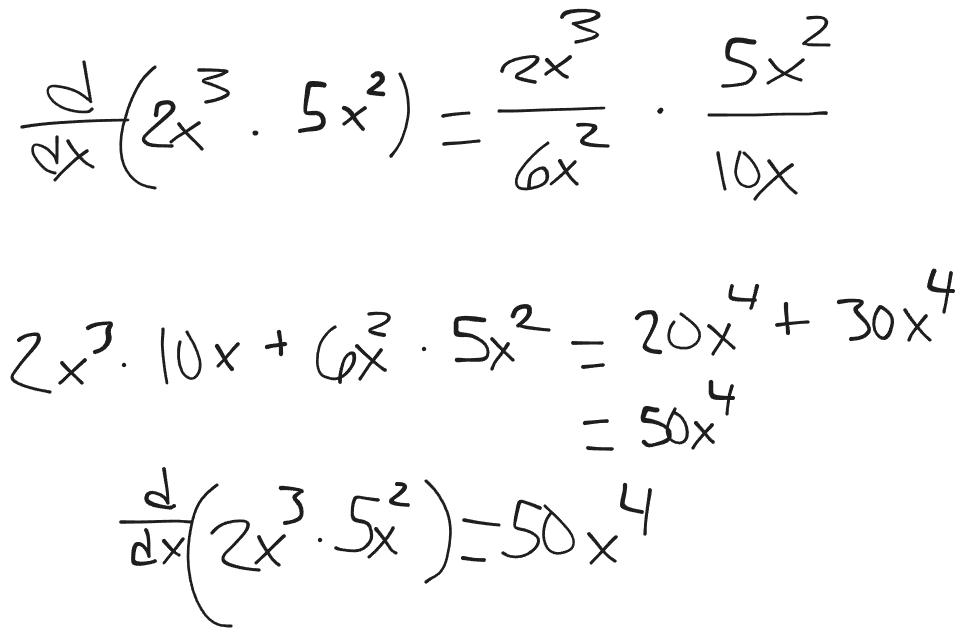 d/dx (2x³ · 5x²) = 2x³/6x² · 5x²/10x
2x³ · 10x + 6x² · 5x² = 20x⁴ + 30x⁴
= 50x⁴
d/dx (2x³ · 5x²) = 50x⁴